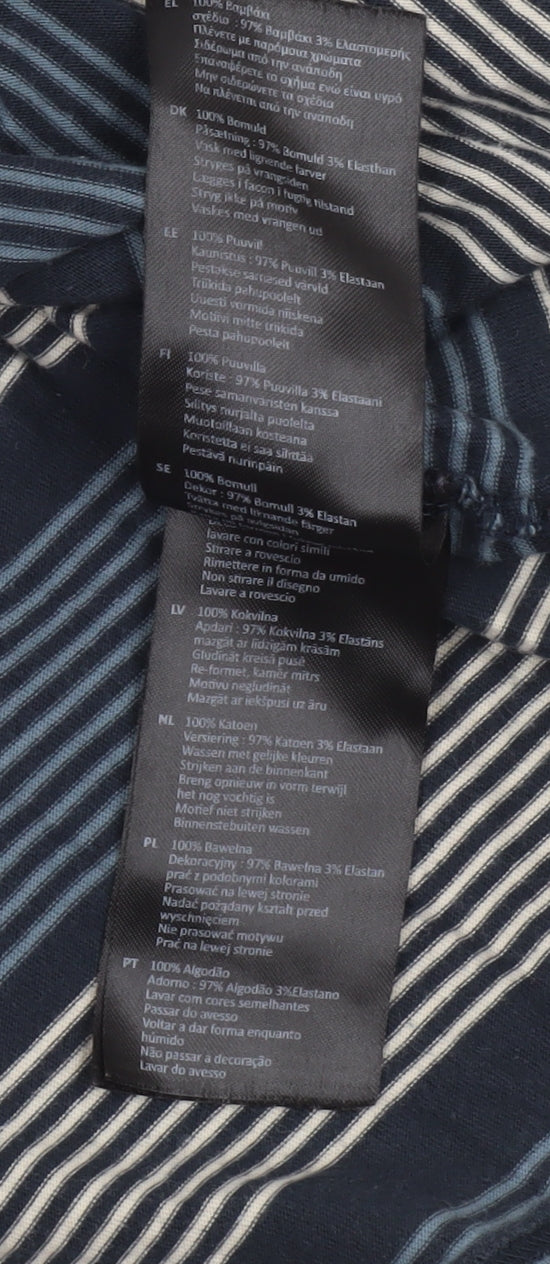 EL 100% Βαμβάκι
σχέδιο : 97% Βαμβάκι 3% Ελαστομερής
Πλένετε με παρόμοια χρώματα
Σιδέρωμα από την ανάποδη
Επαναφέρετε το σχήμα ενώ είναι υγρό
Μην σιδερώνετε τα σχέδια
Να πλένεται από την ανάποδη
DK 100% Bomuld
Påsætning : 97% Bomuld 3% Elasthan
Vask med lignende farver
Stryges på vrangsiden
Lægges i facon i fugtig tilstand
Stryg ikke på motiv
Vaskes med vrangen ud
EE 100% Puuvill
Kaunistus : 97% Puuvill 3% Elastaan
Pestakse samased värvid
Triikida pahupoolelt
Uuesti vormida niiskena
Motiivi mitte triikida
Pesta pahupoolelt
FI 100% Puuvilla
Koriste : 97% Puuvilla 3% Elastaani
Pese samanväristen kanssa
Silitys nurjalta puolelta
Muotoillaan kosteana
Koristetta ei saa silittää
Pestävä nurinpäin
SE 100% Bomull
Dekor : 97% Bomull 3% Elastan
Tvätta med liknande färger
lavare con colori simili
Stirare a rovescio
Rimettere in forma da umido
Non stirare il disegno
Lavare a rovescio
LV 100% Kokvilna
Apdari : 97% Kokvilna 3% Elastāns
mazgāt ar līdzīgām krāsām
Gludināt kreisā pusē
Re-formet, kamēr mitrs
Motīvu negludināt
Mazgāt ar iekšpusi uz āru
NL 100% Katoen
Versiering : 97% Katoen 3% Elastaan
Wassen met gelijke kleuren
Strijken aan de binnenkant
Breng opnieuw in vorm terwijl
het nog vochtig is
Motief niet strijken
Binnenstebuiten wassen
PL 100% Bawełna
Dekoracyjny : 97% Bawełna 3% Elastan
prać z podobnymi kolorami
Prasować na lewej stronie
Nadać pożądany kształt przed
wyschnięciem
Nie prasować motywu
Prać na lewej stronie
PT 100% Algodão
Adorno : 97% Algodão 3%Elastano
Lavar com cores semelhantes
Passar do avesso
Voltar a dar forma enquanto
húmido
Não passar a decoração
Lavar do avesso